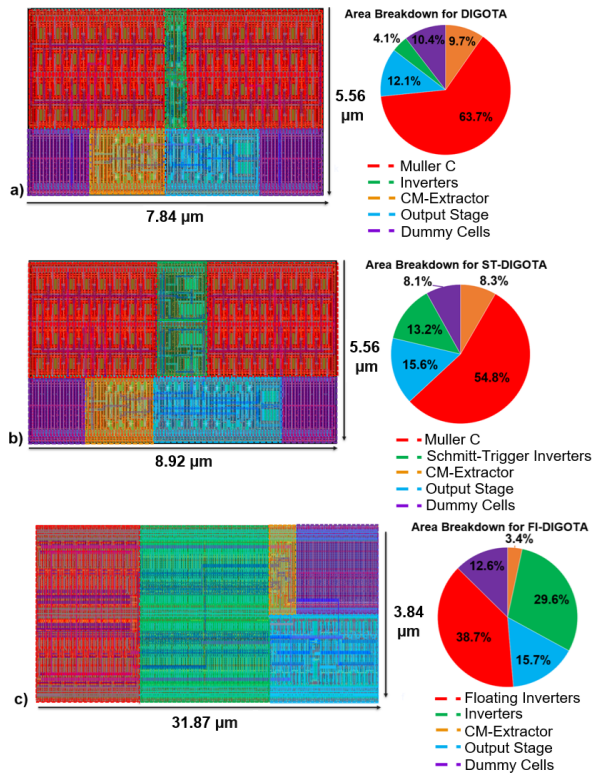 Area Breakdown for DIGOTA
4.1%
10.4%
9.7%
12.1%
63.7%
5.56
µm
Muller C
Inverters
CM-Extractor
Output Stage
Dummy Cells
a)
7.84 µm
Area Breakdown for ST-DIGOTA
8.1%
8.3%
13.2%
15.6%
54.8%
5.56
µm
Muller C
Schmitt-Trigger Inverters
CM-Extractor
Output Stage
Dummy Cells
b)
8.92 µm
Area Breakdown for FI-DIGOTA
3.4%
12.6%
29.6%
38.7%
15.7%
3.84
µm
Floating Inverters
Inverters
CM-Extractor
Output Stage
Dummy Cells
c)
31.87 µm